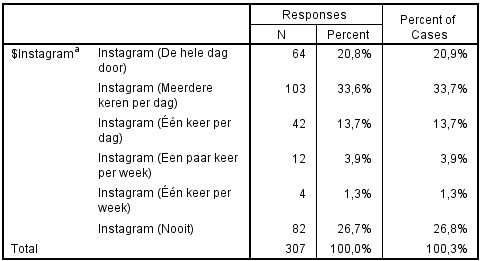 Responses Percent of Cases
N Percent
$Instagramᵃ Instagram (De hele dag door) 64 20,8% 20,9%
Instagram (Meerdere keren per dag) 103 33,6% 33,7%
Instagram (Één keer per dag) 42 13,7% 13,7%
Instagram (Een paar keer per week) 12 3,9% 3,9%
Instagram (Één keer per week) 4 1,3% 1,3%
Instagram (Nooit) 82 26,7% 26,8%
Total 307 100,0% 100,3%